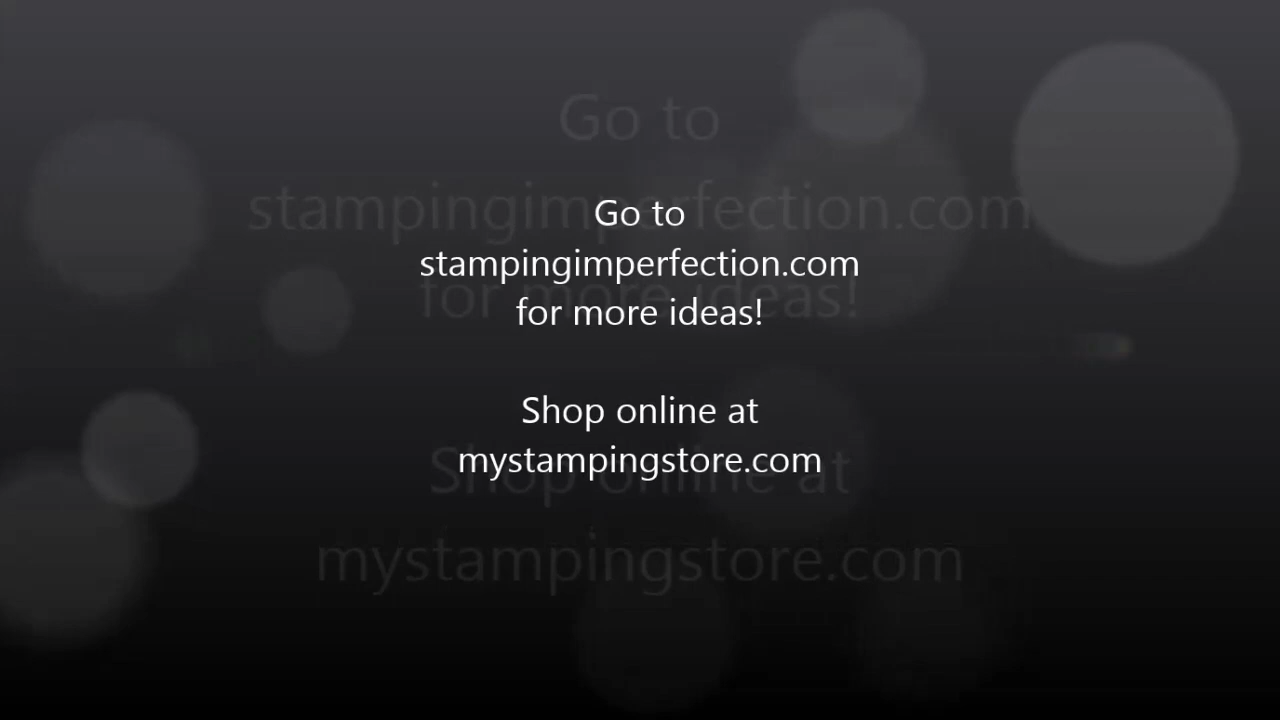 Go to
stampingimperfection.com
for more ideas!
Shop online at
mystampingstore.com